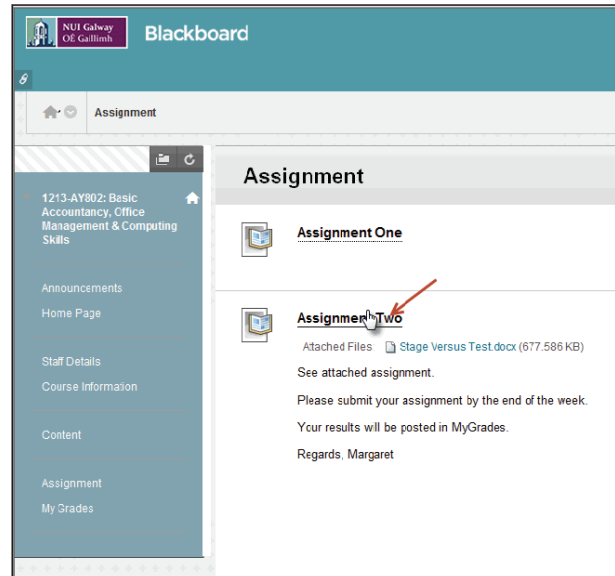 NUI Galway
OÉ Gaillimh
Blackboard
Assignment
1213-AY802: Basic
Accountancy, Office
Management & Computing
Skills
Announcements
Home Page
Staff Details
Course Information
Content
Assignment
My Grades
Assignment
Assignment One
Assignment Two
Attached Files Stage Versus Test.docx (677.586 KB)
See attached assignment.
Please submit your assignment by the end of the week.
Your results will be posted in MyGrades.
Regards, Margaret